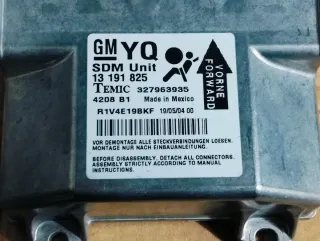 GM YQ
SDM Unit
13 191 825
TEMIC 327963935
4208 B1 Made in Mexico
R1V4E19BKF 19/05/04 00
VORNE
FORWARD
VOR DEMONTAGE ALLE STECKVERBINDUNGEN LOESEN.
MONTAGE NUR NACH EINBAUANLEITUNG
BEFORE DISASSEMBLY, DETACH ALL CONNECTORS.
ASSEMBLY STRICTLY ACCORDING TO INSTRUCTIONS